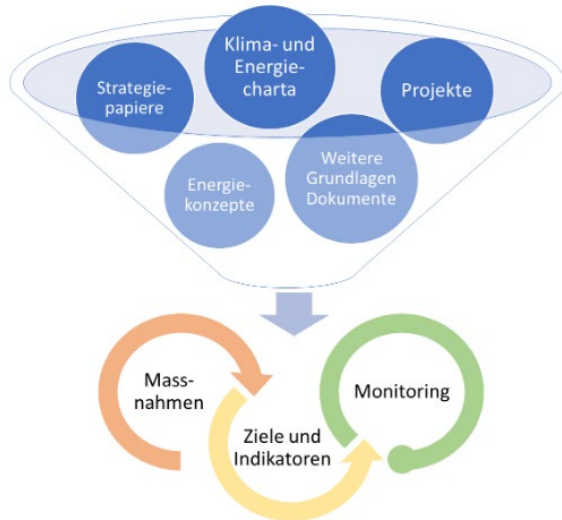 Klima- und
Energie-
charta
Strategie-
papiere
Projekte
Energie-
konzepte
Weitere
Grundlagen
Dokumente
Mass-
nahmen
Ziele und
Indikatoren
Monitoring